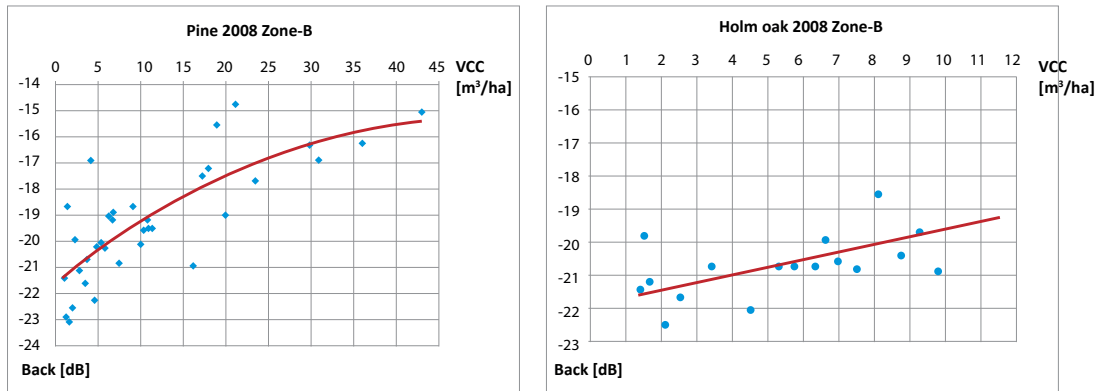 Pine 2008 Zone-B
0 5 10 15 20 25 30 35 40 45
VCC
[m³/ha]
-14
-15
-16
-17
-18
-19
-20
-21
-22
-23
-24
Back [dB]
Holm oak 2008 Zone-B
0 1 2 3 4 5 6 7 8 9 10 11 12
VCC
[m³/ha]
-15
-16
-17
-18
-19
-20
-21
-22
-23
Back [dB]